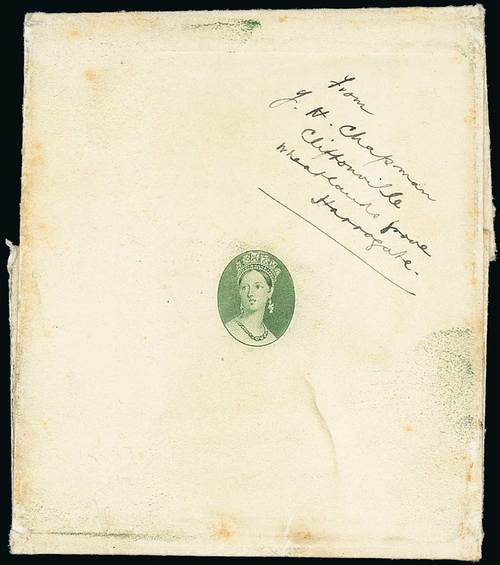 From
J. H. Chapman
Cliftonville
Wheatlands Grove
Harrogate.